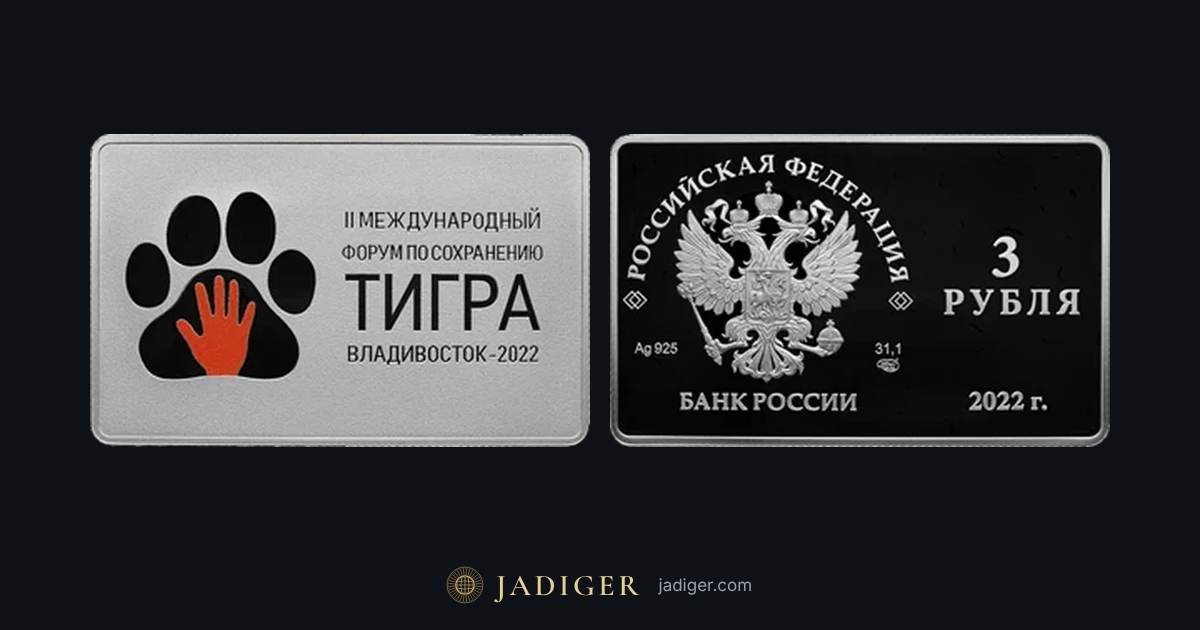 II МЕЖДУНАРОДНЫЙ
ФОРУМ ПО СОХРАНЕНИЮ
ТИГРА
ВЛАДИВОСТОК-2022
РОССИЙСКАЯ ФЕДЕРАЦИЯ
3
РУБЛЯ
Ag 925
31,1
БАНК РОССИИ
2022 г.
JADIGER
jadiger.com